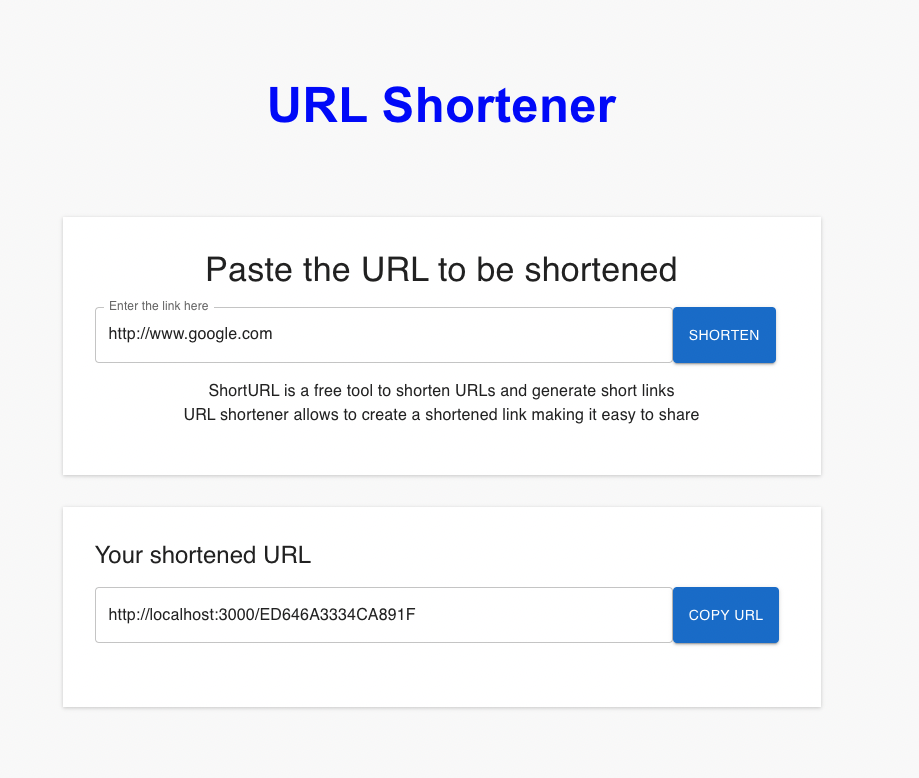 URL Shortener
Paste the URL to be shortened
Enter the link here
http://www.google.com
SHORTEN
ShortURL is a free tool to shorten URLs and generate short links
URL shortener allows to create a shortened link making it easy to share
Your shortened URL
http://localhost:3000/ED646A3334CA891F
COPY URL